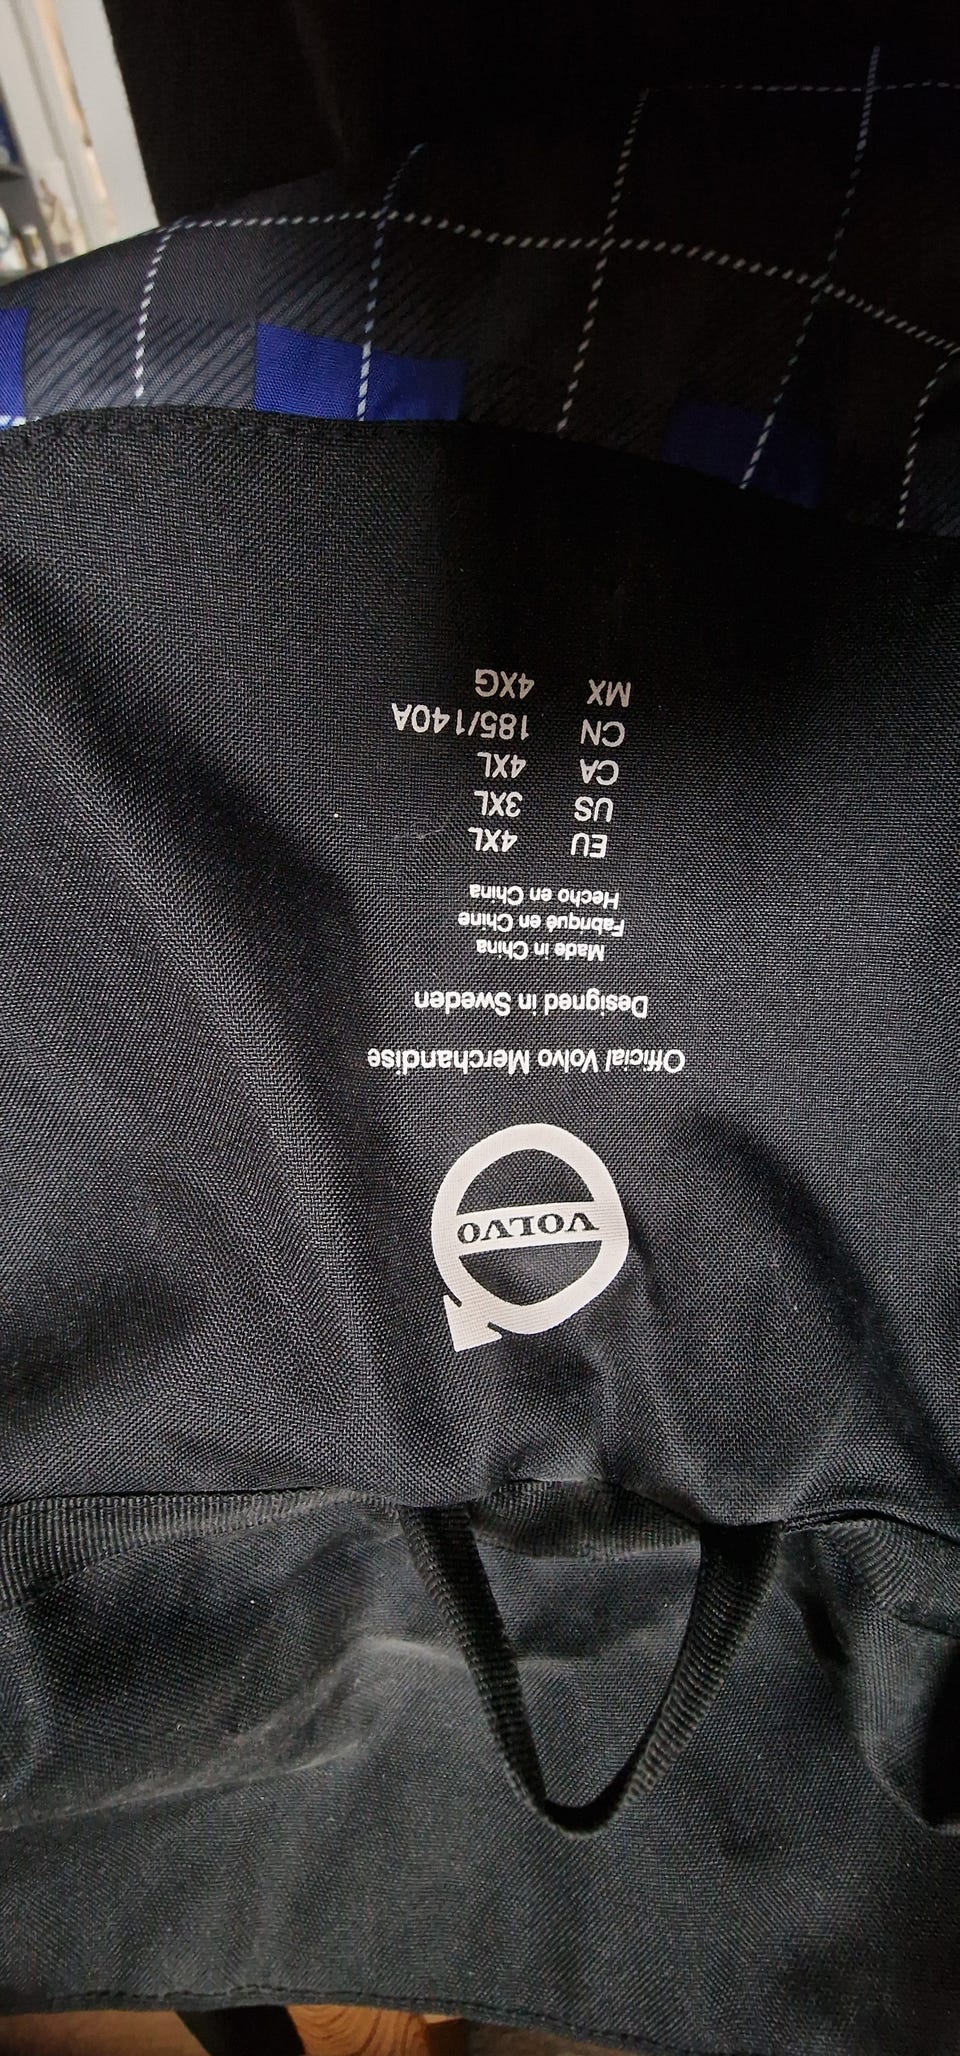 VOLVO
Official Volvo Merchandise
Designed in Sweden
Made in China
Fabriqué en Chine
Hecho en China
EU 4XL
US 3XL
CA 4XL
CN 185/140A
MX 4XG